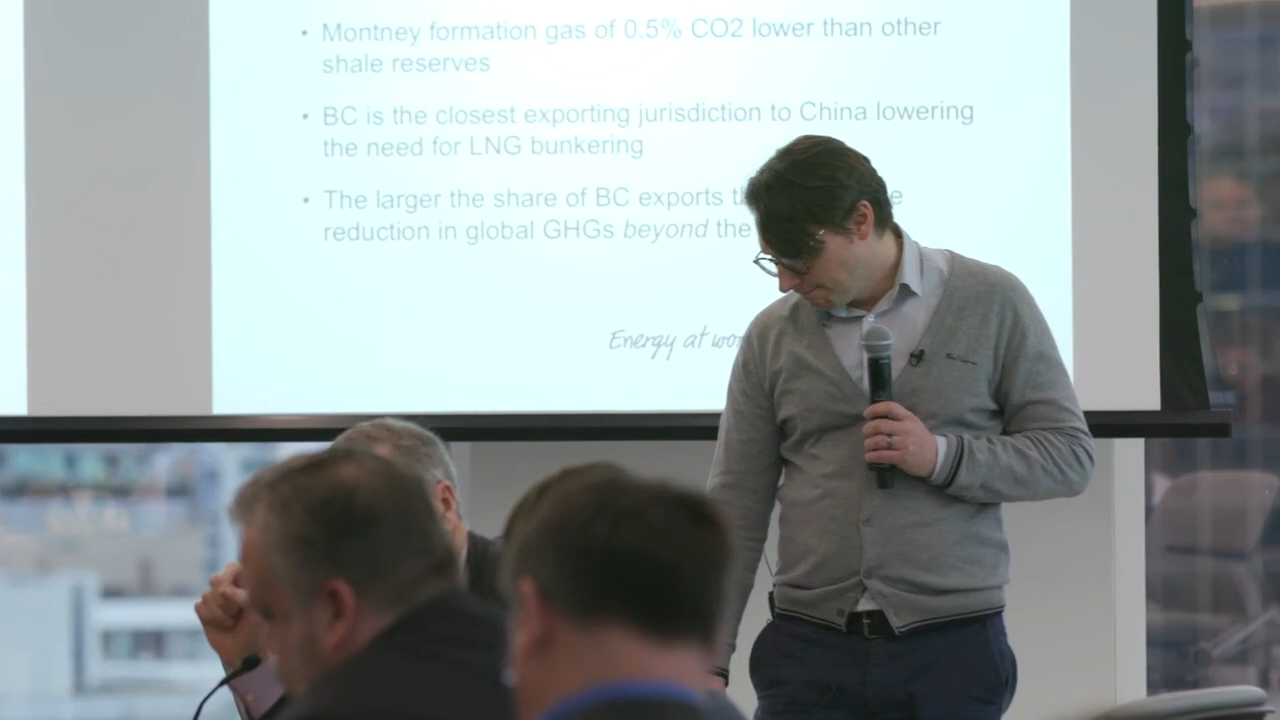 • Montney formation gas of 0.5% CO2 lower than other
shale reserves
• BC is the closest exporting jurisdiction to China lowering
the need for LNG bunkering
• The larger the share of BC exports
reduction in global GHGs beyond the
Energy at